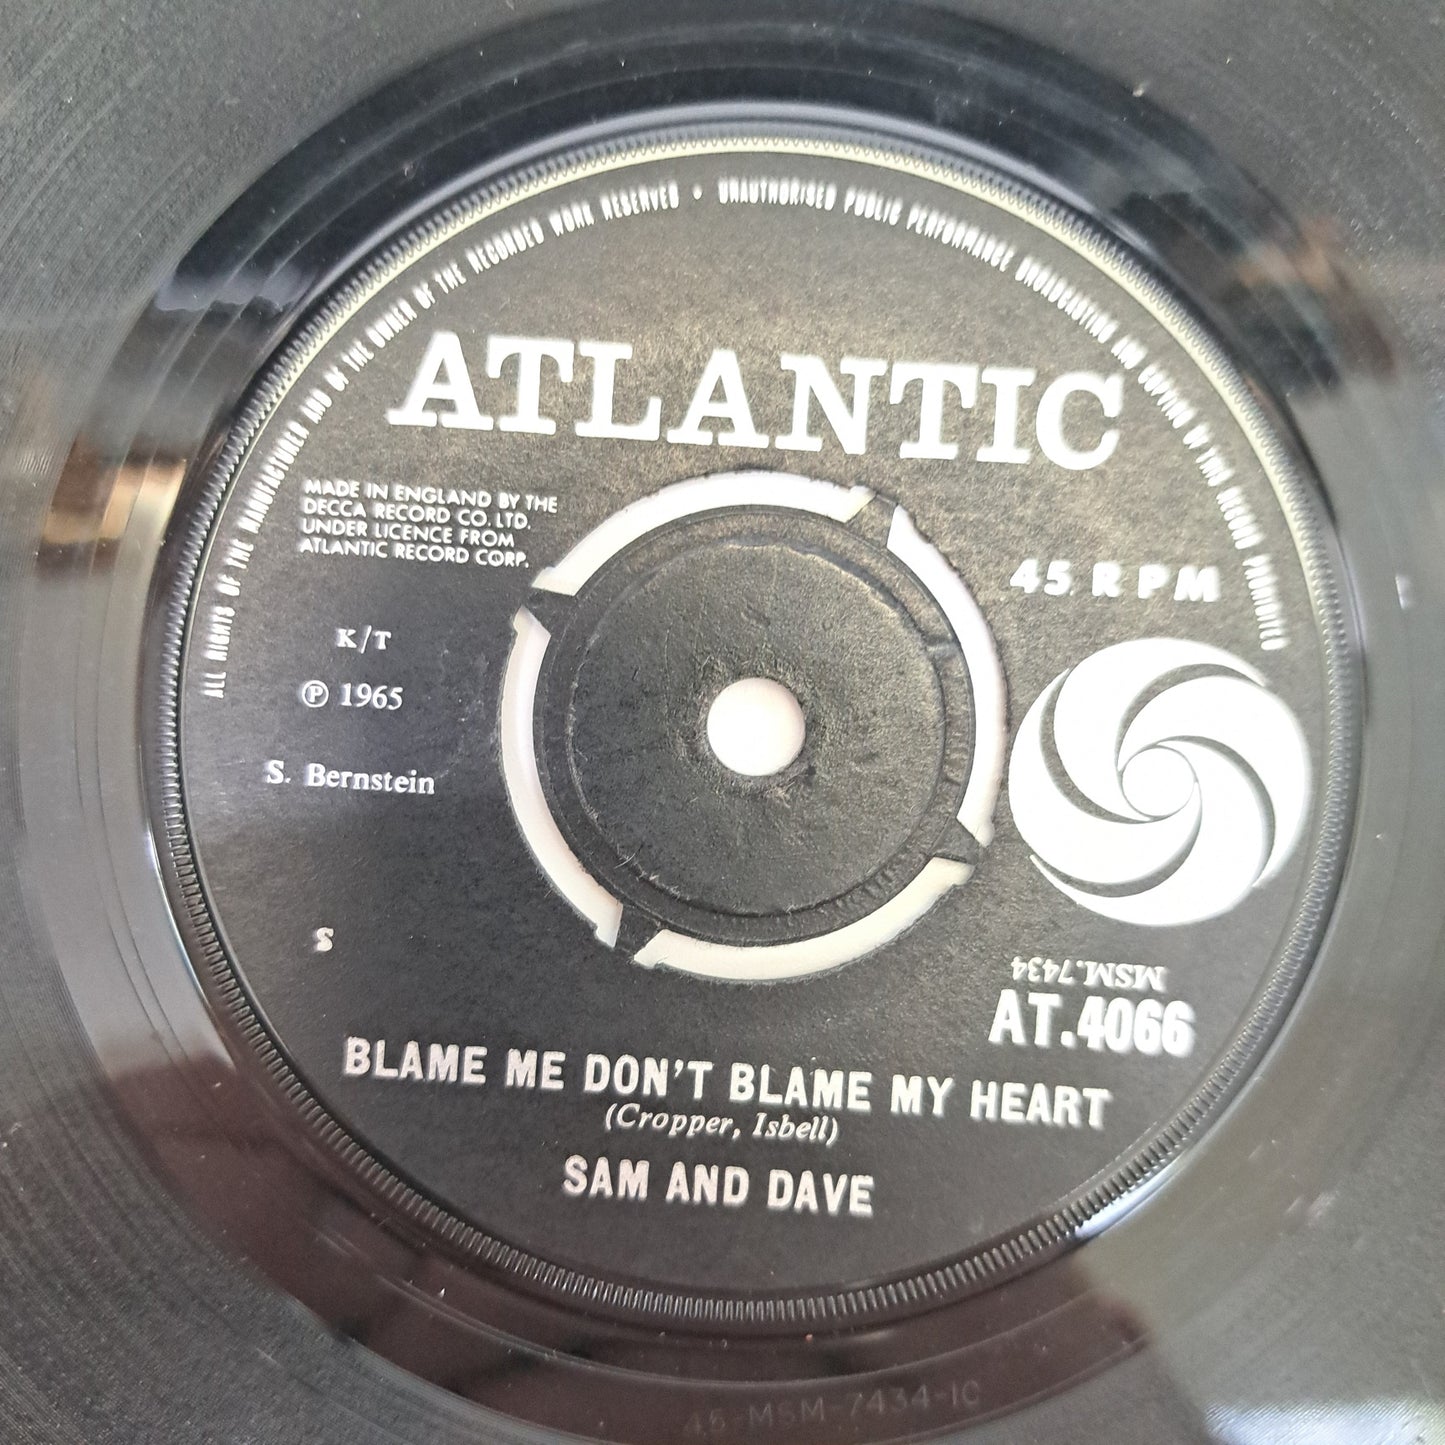 ALL RIGHTS OF THE MANUFACTURER AND OF THE OWNER OF THE RECORDED WORK RESERVED • UNAUTHORISED PUBLIC PERFORMANCE BROADCASTING AND COPYING OF THIS RECORD PROHIBITED
ATLANTIC
MADE IN ENGLAND BY THE
DECCA RECORD CO. LTD.
UNDER LICENCE FROM
ATLANTIC RECORD CORP.
45 RPM
K/T
℗ 1965
S. Bernstein
S
MSM.7434
AT.4066
BLAME ME DON'T BLAME MY HEART
(Cropper, Isbell)
SAM AND DAVE
45-MSM-7434-1C